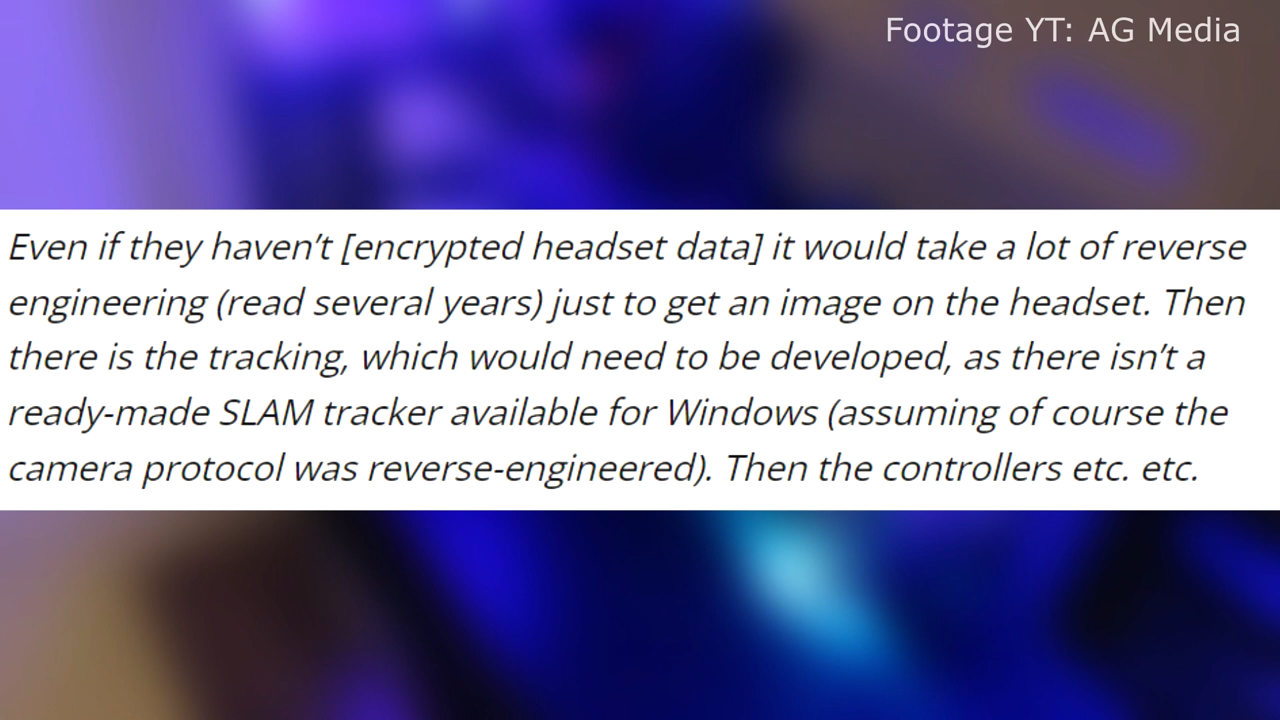 Footage YT: AG Media
Even if they haven’t [encrypted headset data] it would take a lot of reverse
engineering (read several years) just to get an image on the headset. Then
there is the tracking, which would need to be developed, as there isn’t a
ready-made SLAM tracker available for Windows (assuming of course the
camera protocol was reverse-engineered). Then the controllers etc. etc.